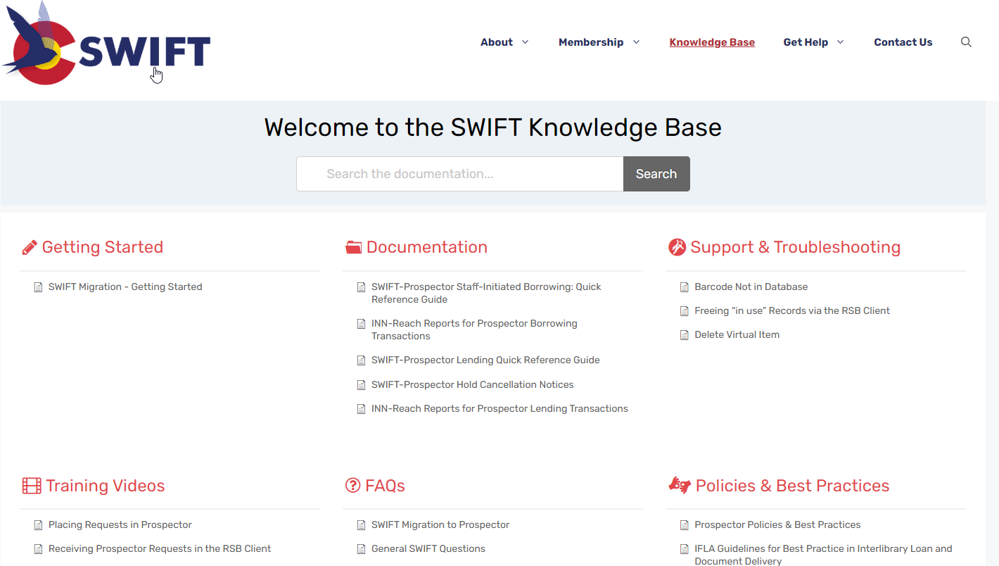 SWIFT
About
Membership
Knowledge Base
Get Help
Contact Us
Welcome to the SWIFT Knowledge Base
Search the documentation...
Search
Getting Started
SWIFT Migration - Getting Started
Documentation
SWIFT-Prospector Staff-Initiated Borrowing: Quick
Reference Guide
INN-Reach Reports for Prospector Borrowing
Transactions
SWIFT-Prospector Lending Quick Reference Guide
SWIFT-Prospector Hold Cancellation Notices
INN-Reach Reports for Prospector Lending Transactions
Support & Troubleshooting
Barcode Not in Database
Freeing “in use” Records via the RSB Client
Delete Virtual Item
Training Videos
Placing Requests in Prospector
Receiving Prospector Requests in the RSB Client
FAQs
SWIFT Migration to Prospector
General SWIFT Questions
Policies & Best Practices
Prospector Policies & Best Practices
IFLA Guidelines for Best Practice in Interlibrary Loan and
Document Delivery